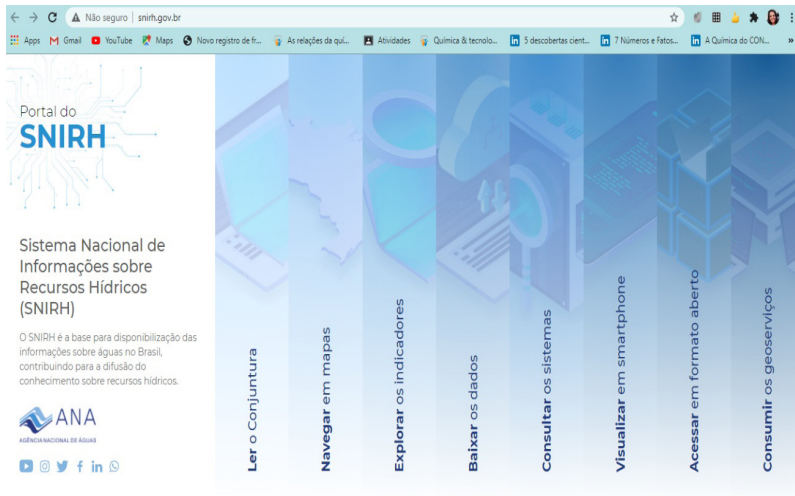 Não seguro | snirh.gov.br
Apps Gmail YouTube Maps Novo registro de fr... As relações da quí... Atividades Química & tecnolo... 5 descobertas cient... 7 Números e Fatos... A Química do CON... »
Portal do
SNIRH
Sistema Nacional de
Informações sobre
Recursos Hídricos
(SNIRH)
O SNIRH é a base para disponibilização das
informações sobre águas no Brasil,
contribuindo para a difusão do
conhecimento sobre recursos hídricos.
ANA
AGÊNCIA NACIONAL DE ÁGUAS
Ler o Conjuntura
Navegar em mapas
Explorar os indicadores
Baixar os dados
Consultar os sistemas
Visualizar em smartphone
Acessar em formato aberto
Consumir os geoserviços